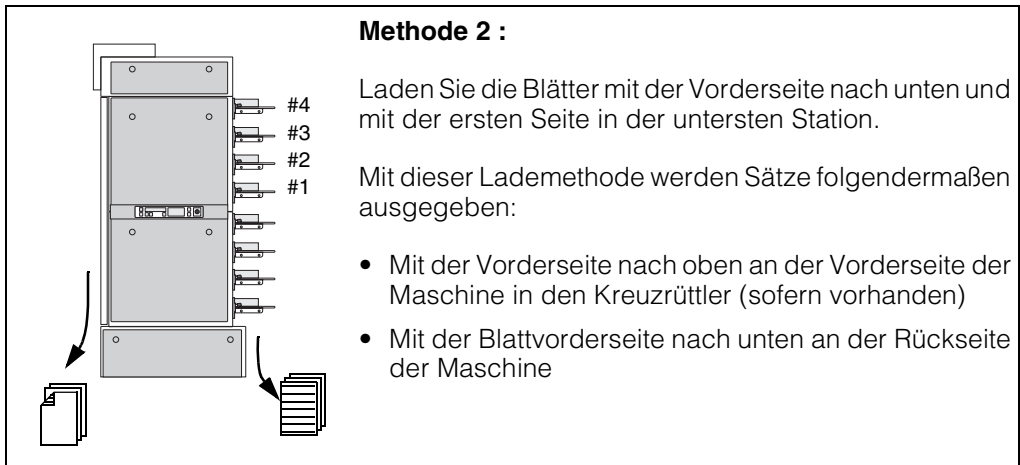 Methode 2 :
Laden Sie die Blätter mit der Vorderseite nach unten und
mit der ersten Seite in der untersten Station.
Mit dieser Lademethode werden Sätze folgendermaßen
ausgegeben:
• Mit der Vorderseite nach oben an der Vorderseite der
Maschine in den Kreuzrüttler (sofern vorhanden)
• Mit der Blattvorderseite nach unten an der Rückseite
der Maschine
#4
#3
#2
#1